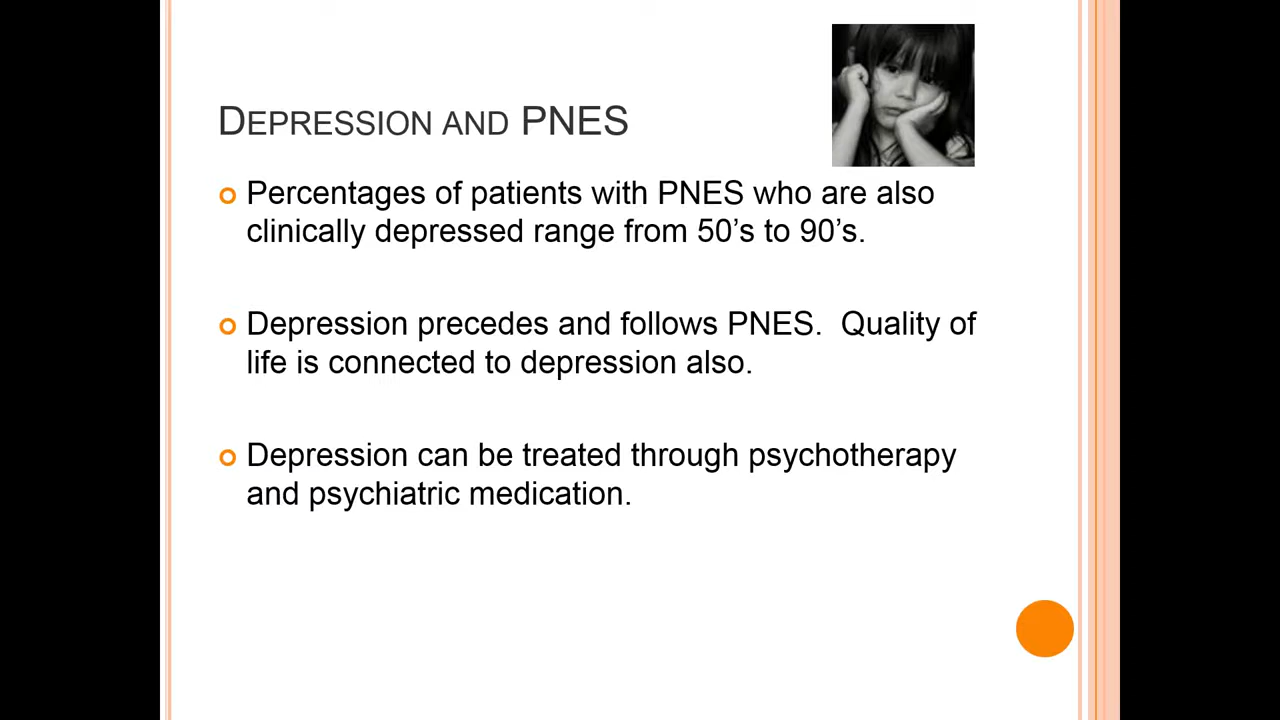 DEPRESSION AND PNES
Percentages of patients with PNES who are also
clinically depressed range from 50’s to 90’s.
Depression precedes and follows PNES.  Quality of
life is connected to depression also.
Depression can be treated through psychotherapy
and psychiatric medication.